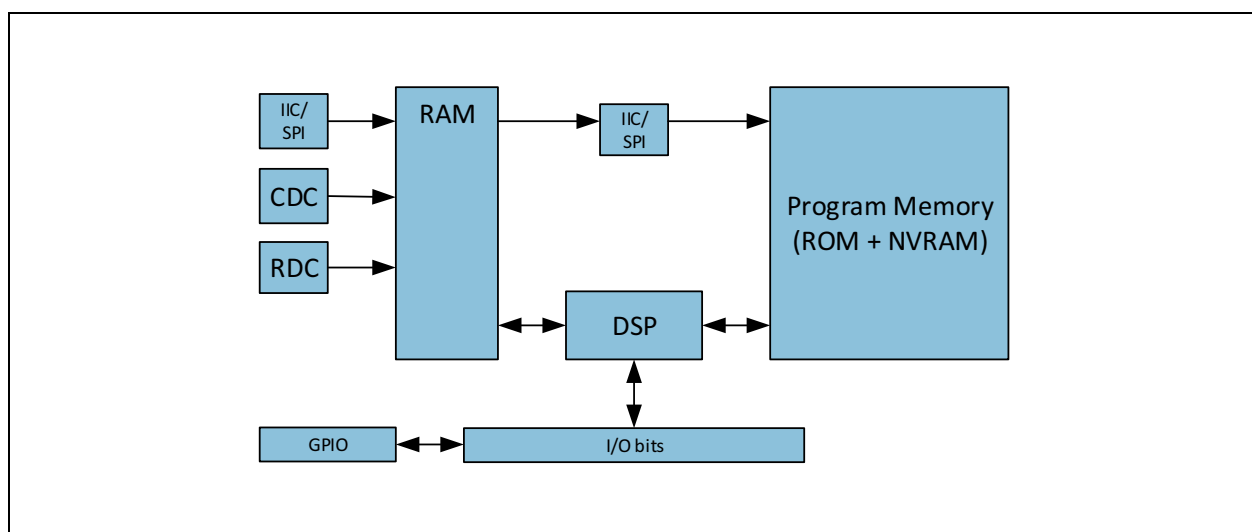 IIC/
SPI
RAM
IIC/
SPI
CDC
Program Memory
(ROM + NVRAM)
RDC
DSP
GPIO
I/O bits